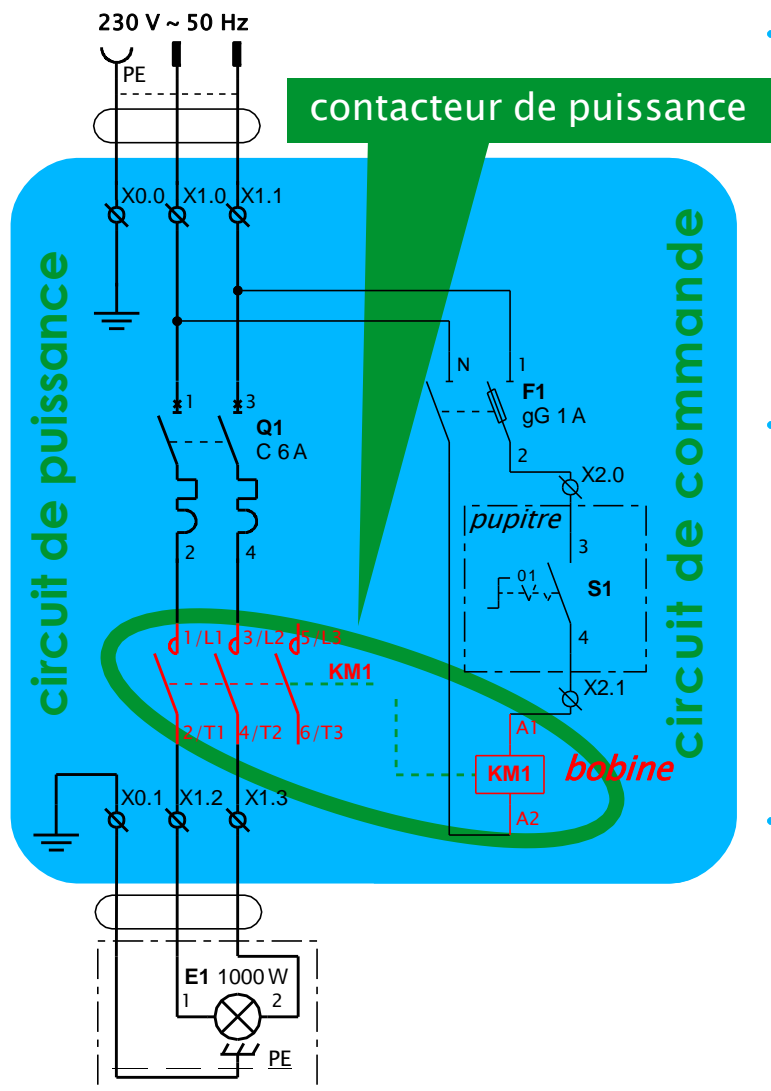 230 V ~ 50 Hz
PE
contacteur de puissance
X0.0 X1.0 X1.1
circuit de puissance
circuit de commande
N 1
1 3
F1
gG 1 A
Q1
C 6 A
2
X2.0
pupitre
2 4
3
0 1
S1
4
1/L1 3/L2 5/L3
KM1
X2.1
2/T1 4/T2 6/T3
A1
KM1 bobine
X0.1 X1.2 X1.3
A2
E1 1000 W
1 2
PE